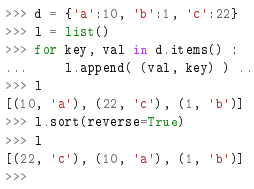 >>> d = {'a':10, 'b':1, 'c':22}
>>> l = list()
>>> for key, val in d.items() :
...     l.append( (val, key) ) ..
>>> l
[(10, 'a'), (22, 'c'), (1, 'b')]
>>> l.sort(reverse=True)
>>> l
[(22, 'c'), (10, 'a'), (1, 'b')]
>>>